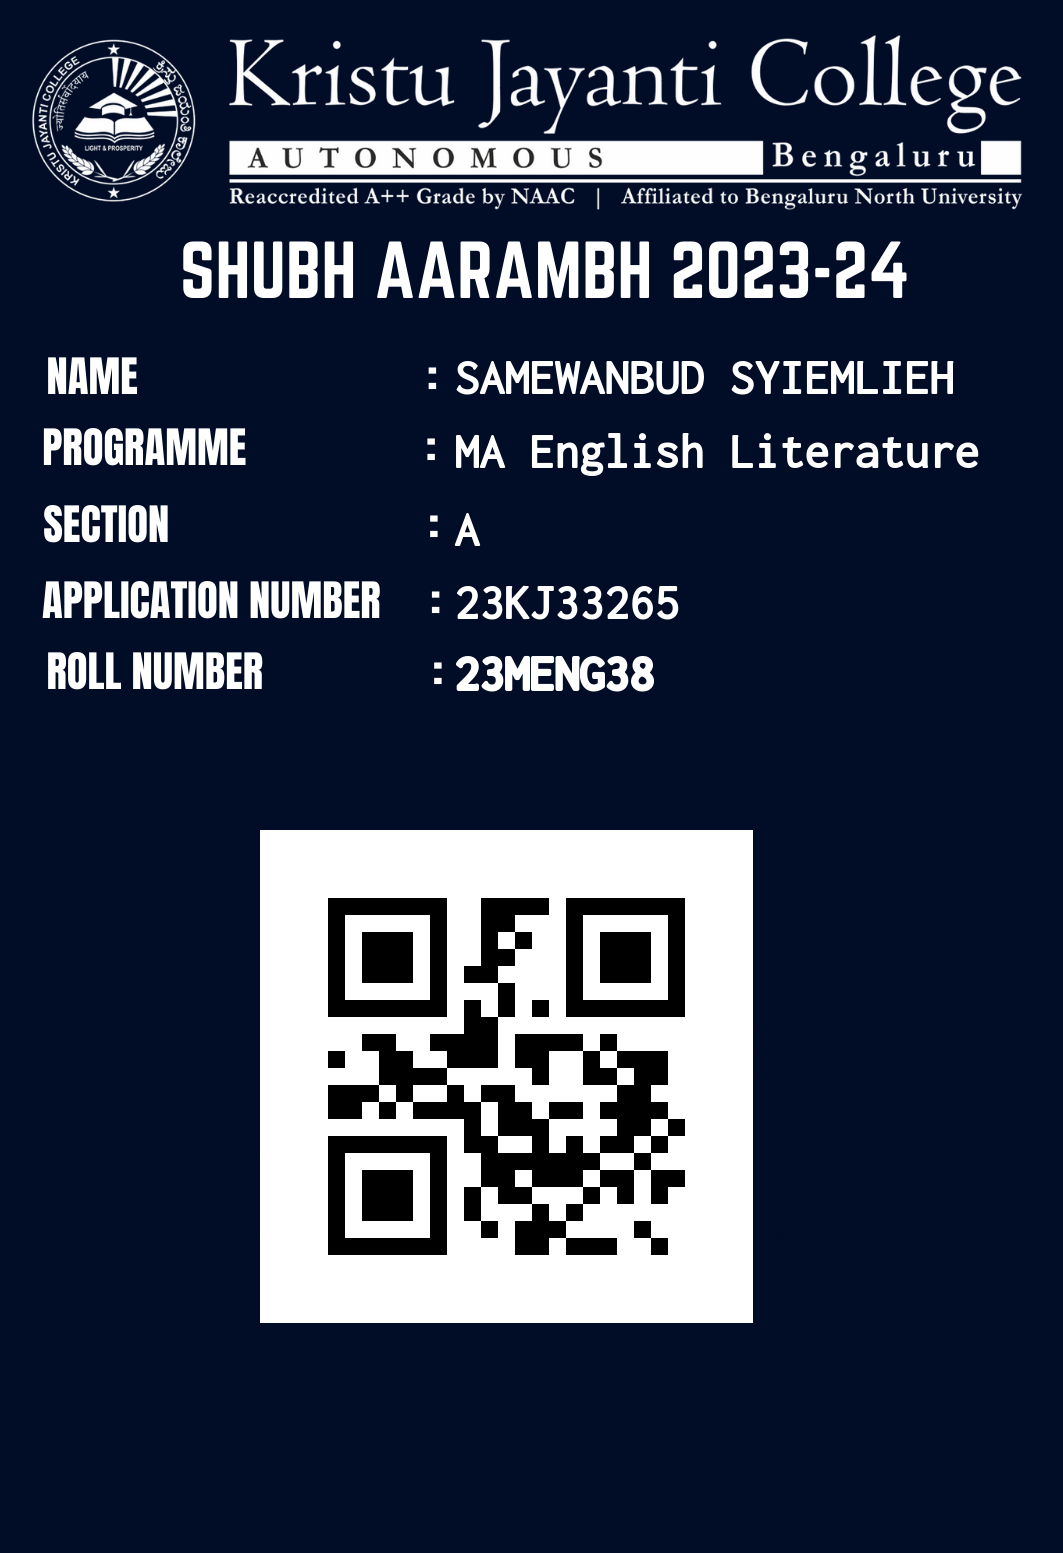 KRISTU JAYANTI COLLEGE
LIGHT & PROSPERITY
Kristu Jayanti College
AUTONOMOUS Bengaluru
Reaccredited A++ Grade by NAAC | Affiliated to Bengaluru North University
SHUBH AARAMBH 2023-24
NAME : SAMEWANBUD SYIEMLIEH
PROGRAMME : MA English Literature
SECTION : A
APPLICATION NUMBER : 23KJ33265
ROLL NUMBER : 23MENG38